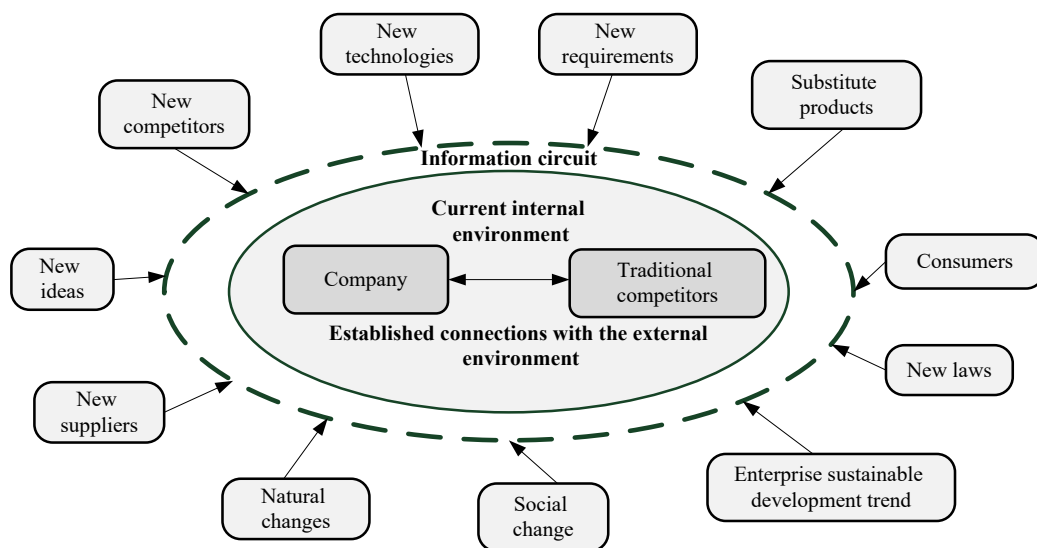 New
technologies
New
requirements
Substitute
products
New
competitors
Information circuit
Current internal
environment
New
ideas
Company
Traditional
competitors
Consumers
Established connections with the external
environment
New laws
New
suppliers
Enterprise sustainable
development trend
Natural
changes
Social
change